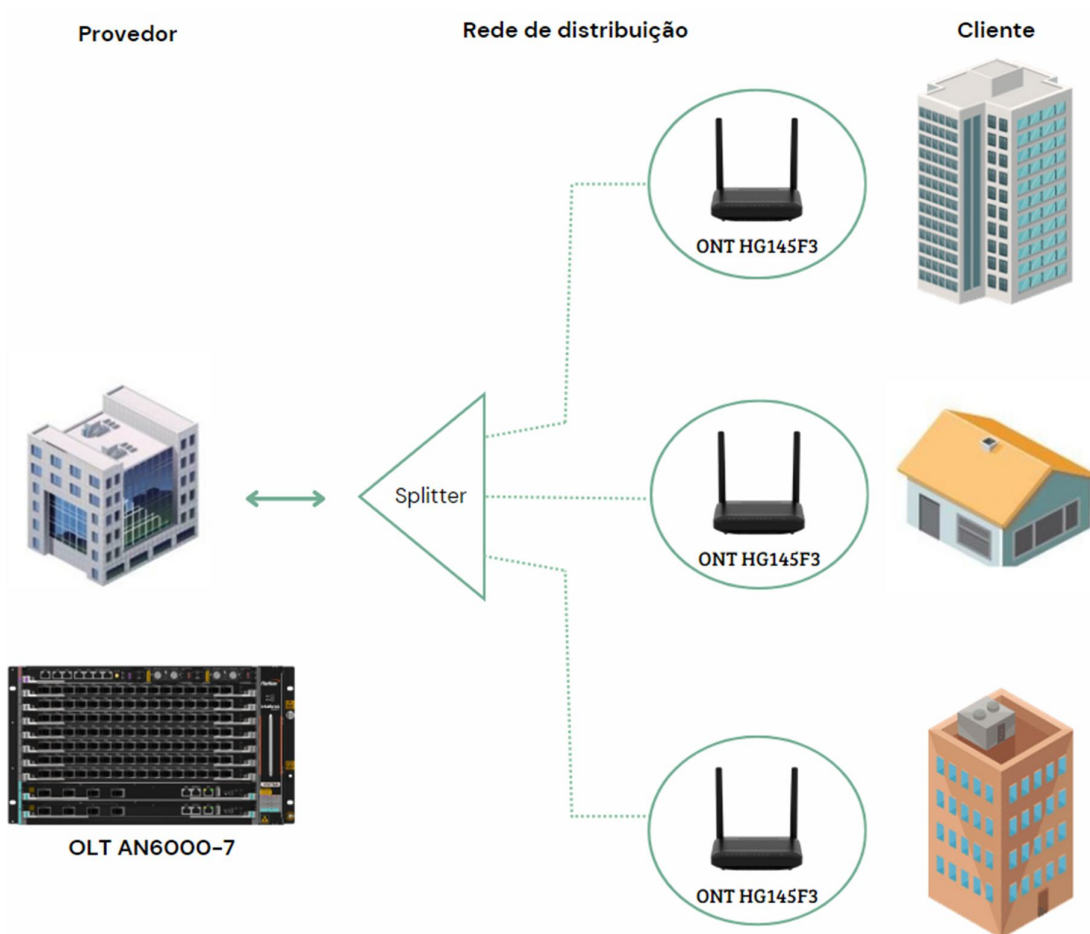 Provedor
Rede de distribuição
Cliente
ONT HG145F3
Splitter
ONT HG145F3
OLT AN6000-7
ONT HG145F3